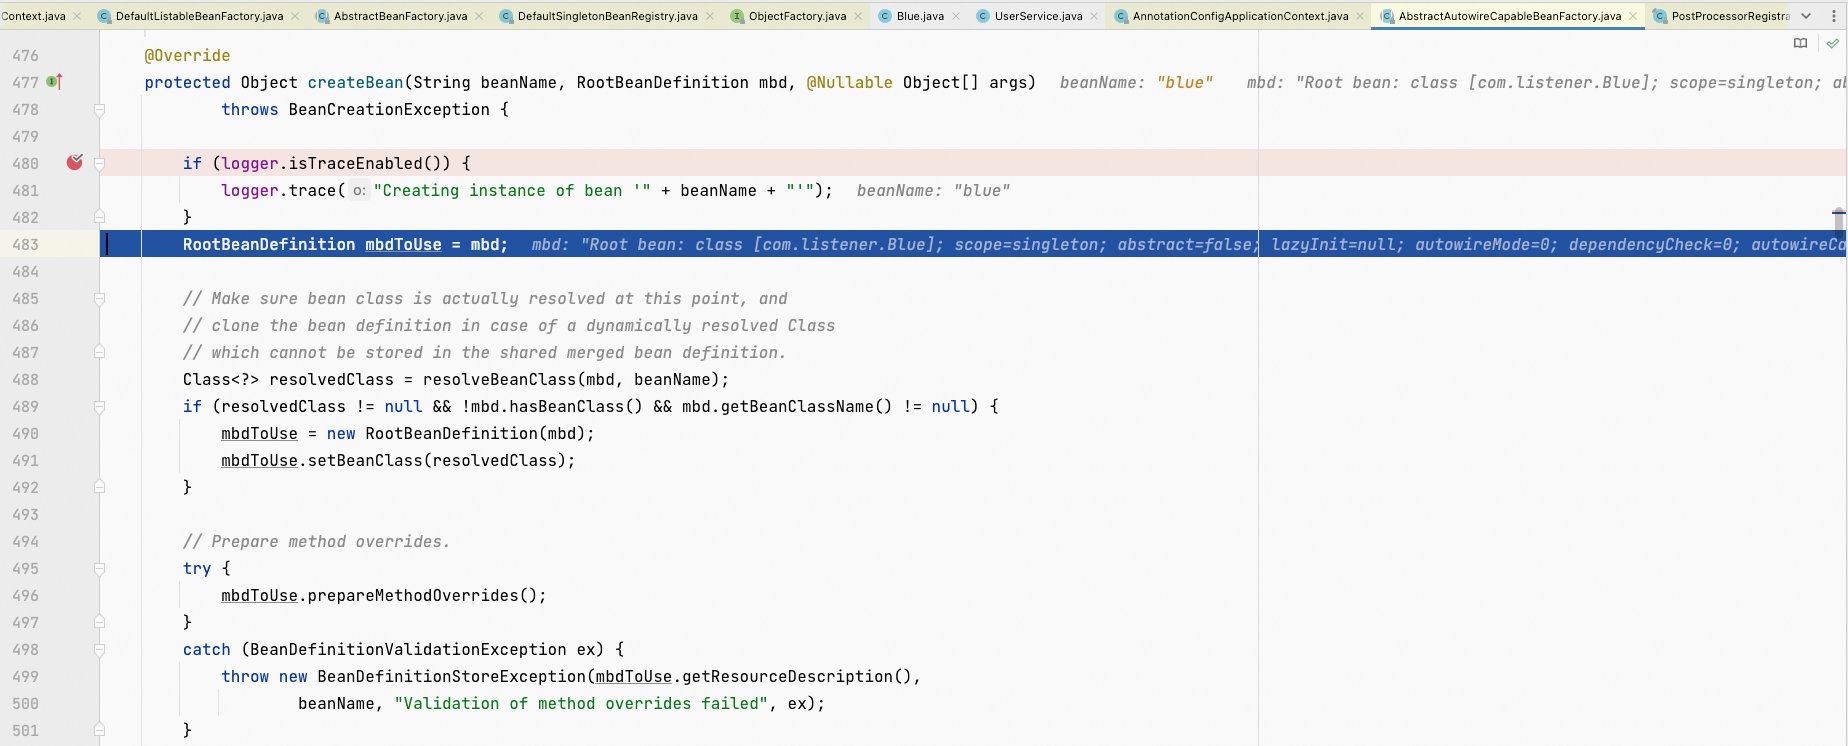 Context.java DefaultListableBeanFactory.java AbstractBeanFactory.java DefaultSingletonBeanRegistry.java ObjectFactory.java Blue.java UserService.java AnnotationConfigApplicationContext.java AbstractAutowireCapableBeanFactory.java PostProcessorRegistra
476 @Override
477 protected Object createBean(String beanName, RootBeanDefinition mbd, @Nullable Object[] args) beanName: "blue" mbd: "Root bean: class [com.listener.Blue]; scope=singleton; ab
478 throws BeanCreationException {
479
480 if (logger.isTraceEnabled()) {
481 logger.trace( o: "Creating instance of bean '" + beanName + "'"); beanName: "blue"
482 }
483 RootBeanDefinition mbdToUse = mbd; mbd: "Root bean: class [com.listener.Blue]; scope=singleton; abstract=false; lazyInit=null; autowireMode=0; dependencyCheck=0; autowireCa
484
485 // Make sure bean class is actually resolved at this point, and
486 // clone the bean definition in case of a dynamically resolved Class
487 // which cannot be stored in the shared merged bean definition.
488 Class<?> resolvedClass = resolveBeanClass(mbd, beanName);
489 if (resolvedClass != null && !mbd.hasBeanClass() && mbd.getBeanClassName() != null) {
490 mbdToUse = new RootBeanDefinition(mbd);
491 mbdToUse.setBeanClass(resolvedClass);
492 }
493
494 // Prepare method overrides.
495 try {
496 mbdToUse.prepareMethodOverrides();
497 }
498 catch (BeanDefinitionValidationException ex) {
499 throw new BeanDefinitionStoreException(mbdToUse.getResourceDescription(),
500 beanName, "Validation of method overrides failed", ex);
501 }